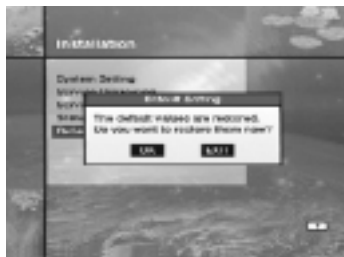 Installation
System Setting
Default Setting
The default values are restored.
Do you want to restore them now?
OK
EXIT